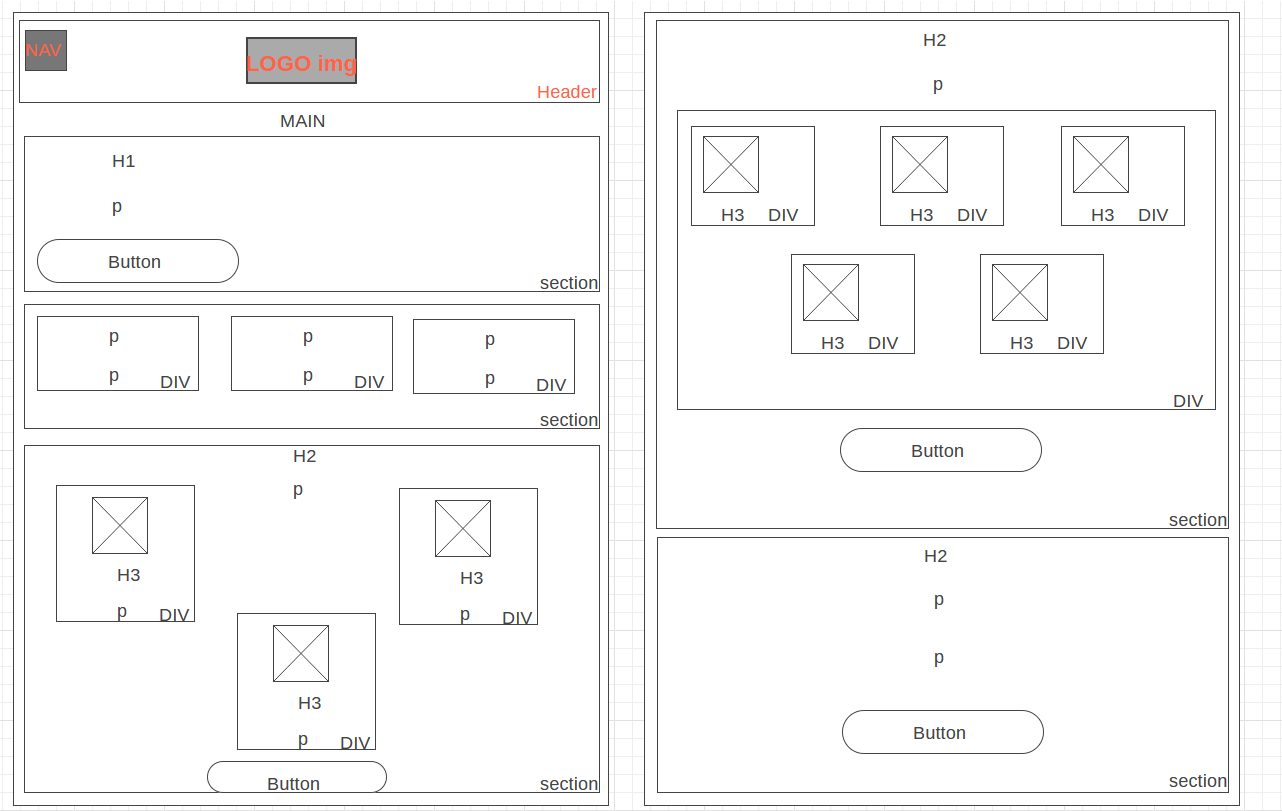 NAV
LOGO img
Header
MAIN
H1
p
Button
section
p
p
DIV
p
p
DIV
p
p
DIV
section
H2
p
H3
p
DIV
H3
p
DIV
H3
p
DIV
Button
section
H2
p
H3 DIV
H3 DIV
H3 DIV
H3 DIV
H3 DIV
DIV
Button
section
H2
p
p
Button
section